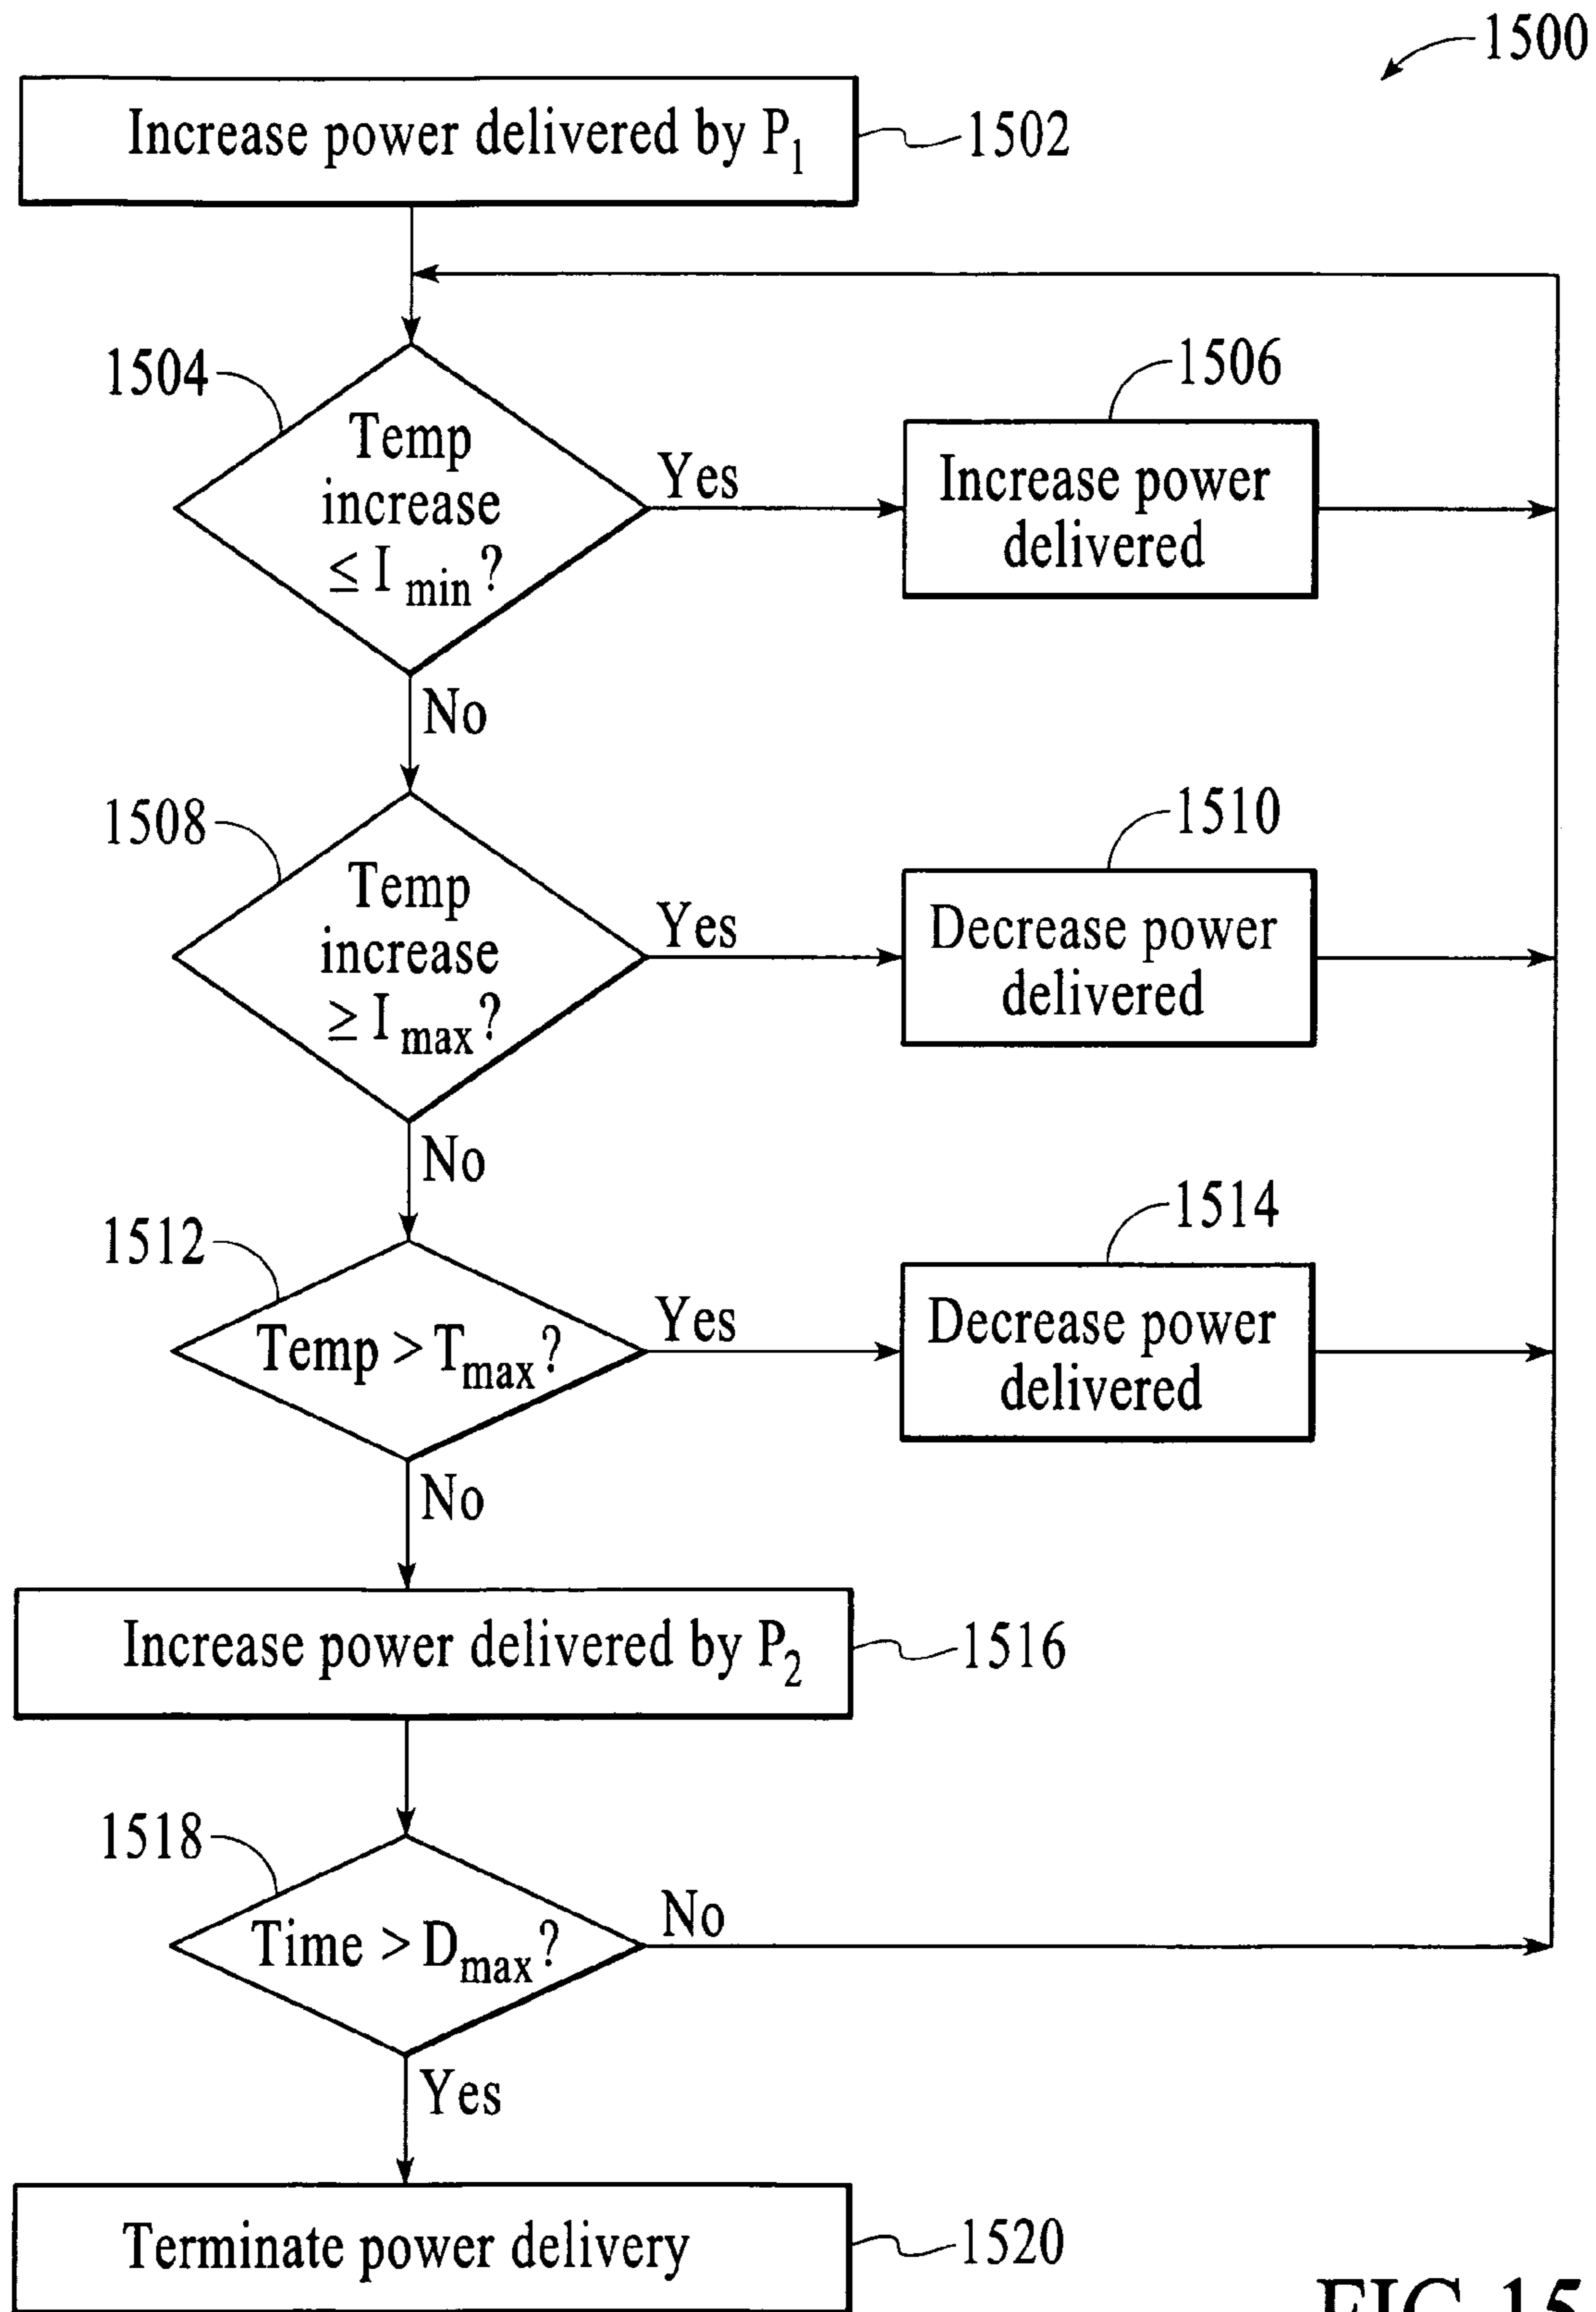 1500
Increase power delivered by P1
1502
1504
Temp
increase
≤ I min ?
Yes
1506
Increase power
delivered
No
1508
Temp
increase
≥ I max ?
Yes
1510
Decrease power
delivered
No
1512
Temp > Tmax ?
Yes
1514
Decrease power
delivered
No
Increase power delivered by P2
1516
1518
Time > Dmax ?
No
Yes
Terminate power delivery
1520
FIG.15